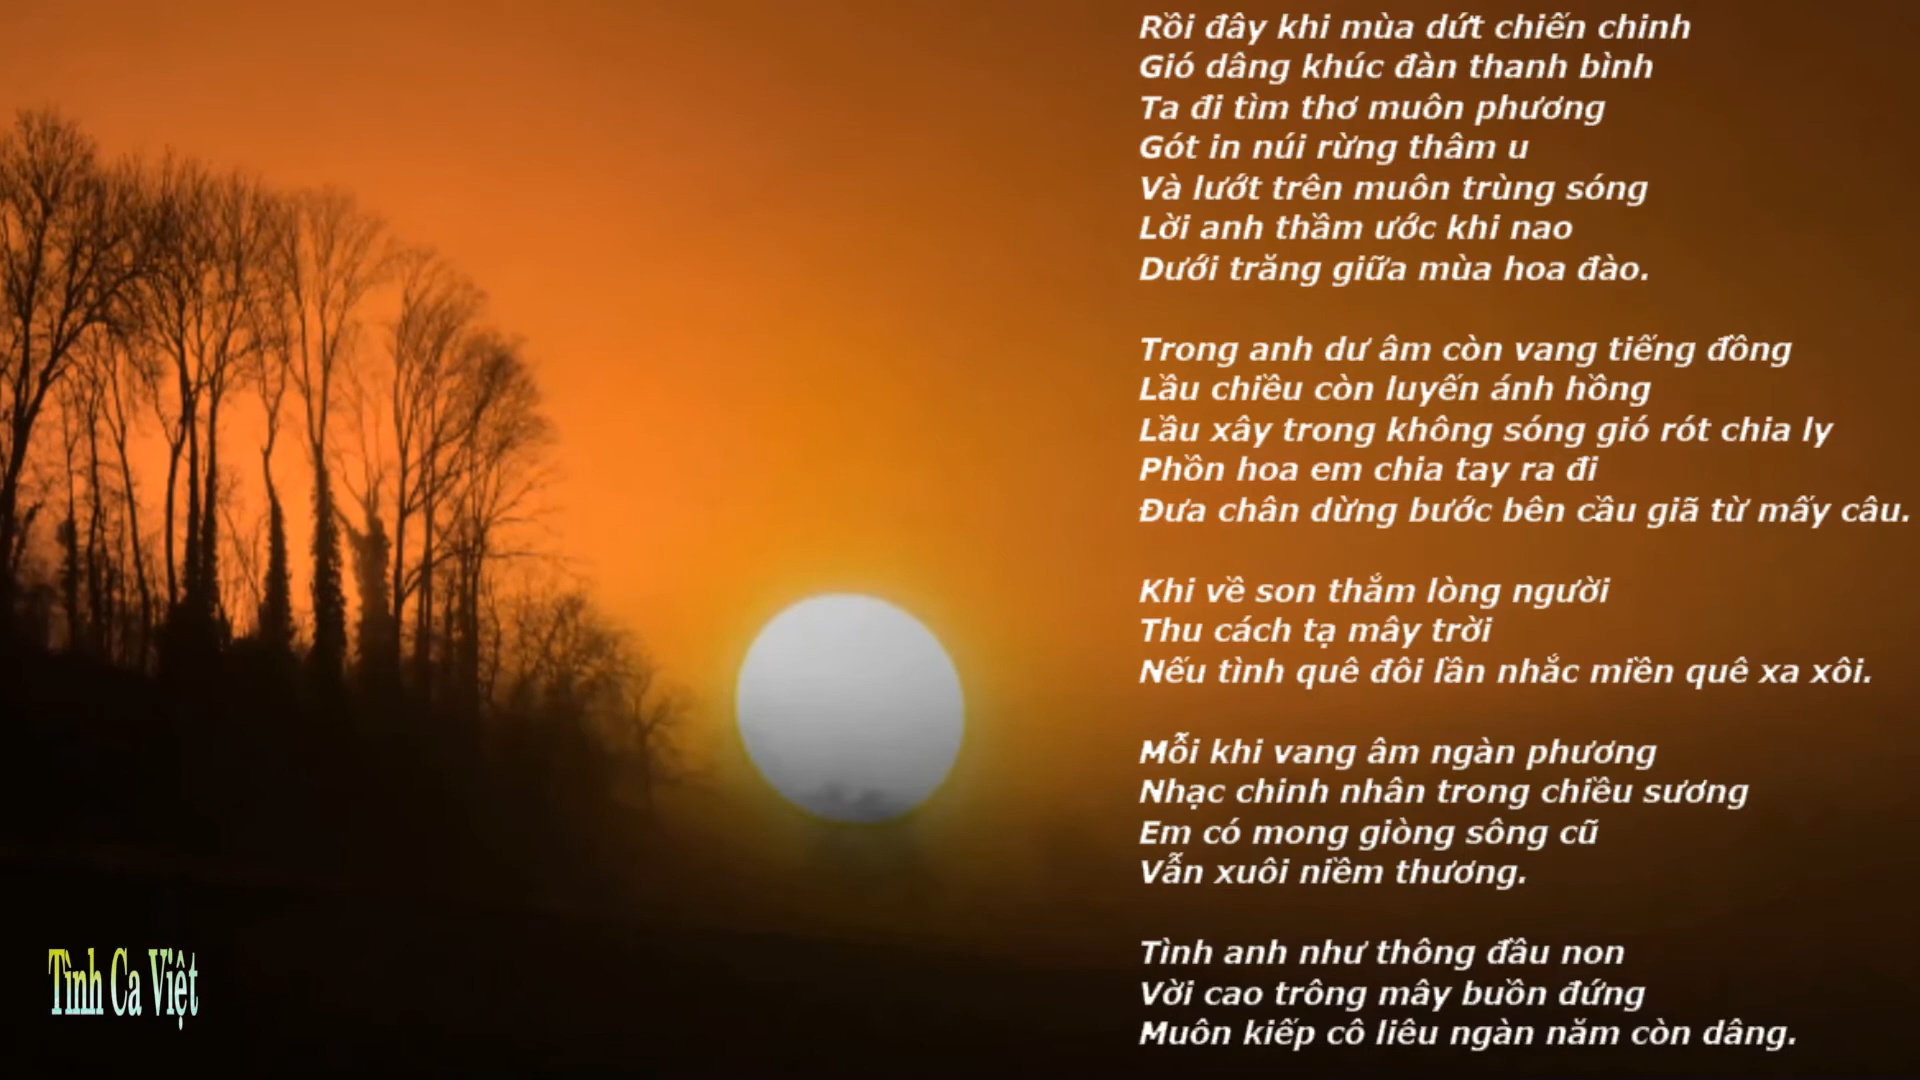 Rồi đây khi mùa dứt chiến chinh
Gió dâng khúc đàn thanh bình
Ta đi tìm thơ muôn phương
Gót in núi rừng thâm u
Và lướt trên muôn trùng sóng
Lời anh thầm ước khi nao
Dưới trăng giữa mùa hoa đào.
Trong anh dư âm còn vang tiếng đồng
Lầu chiều còn luyến ánh hồng
Lầu xây trong không sóng gió rót chia ly
Phồn hoa em chia tay ra đi
Đưa chân dừng bước bên cầu giã từ mấy câu.
Khi về son thắm lòng người
Thu cách tạ mây trời
Nếu tình quê đôi lần nhắc miền quê xa xôi.
Mỗi khi vang âm ngàn phương
Nhạc chinh nhân trong chiều sương
Em có mong giòng sông cũ
Vẫn xuôi niềm thương.
Tình anh như thông đầu non
Vời cao trông mây buồn đứng
Muôn kiếp cô liêu ngàn năm còn dâng.
Tình Ca Việt